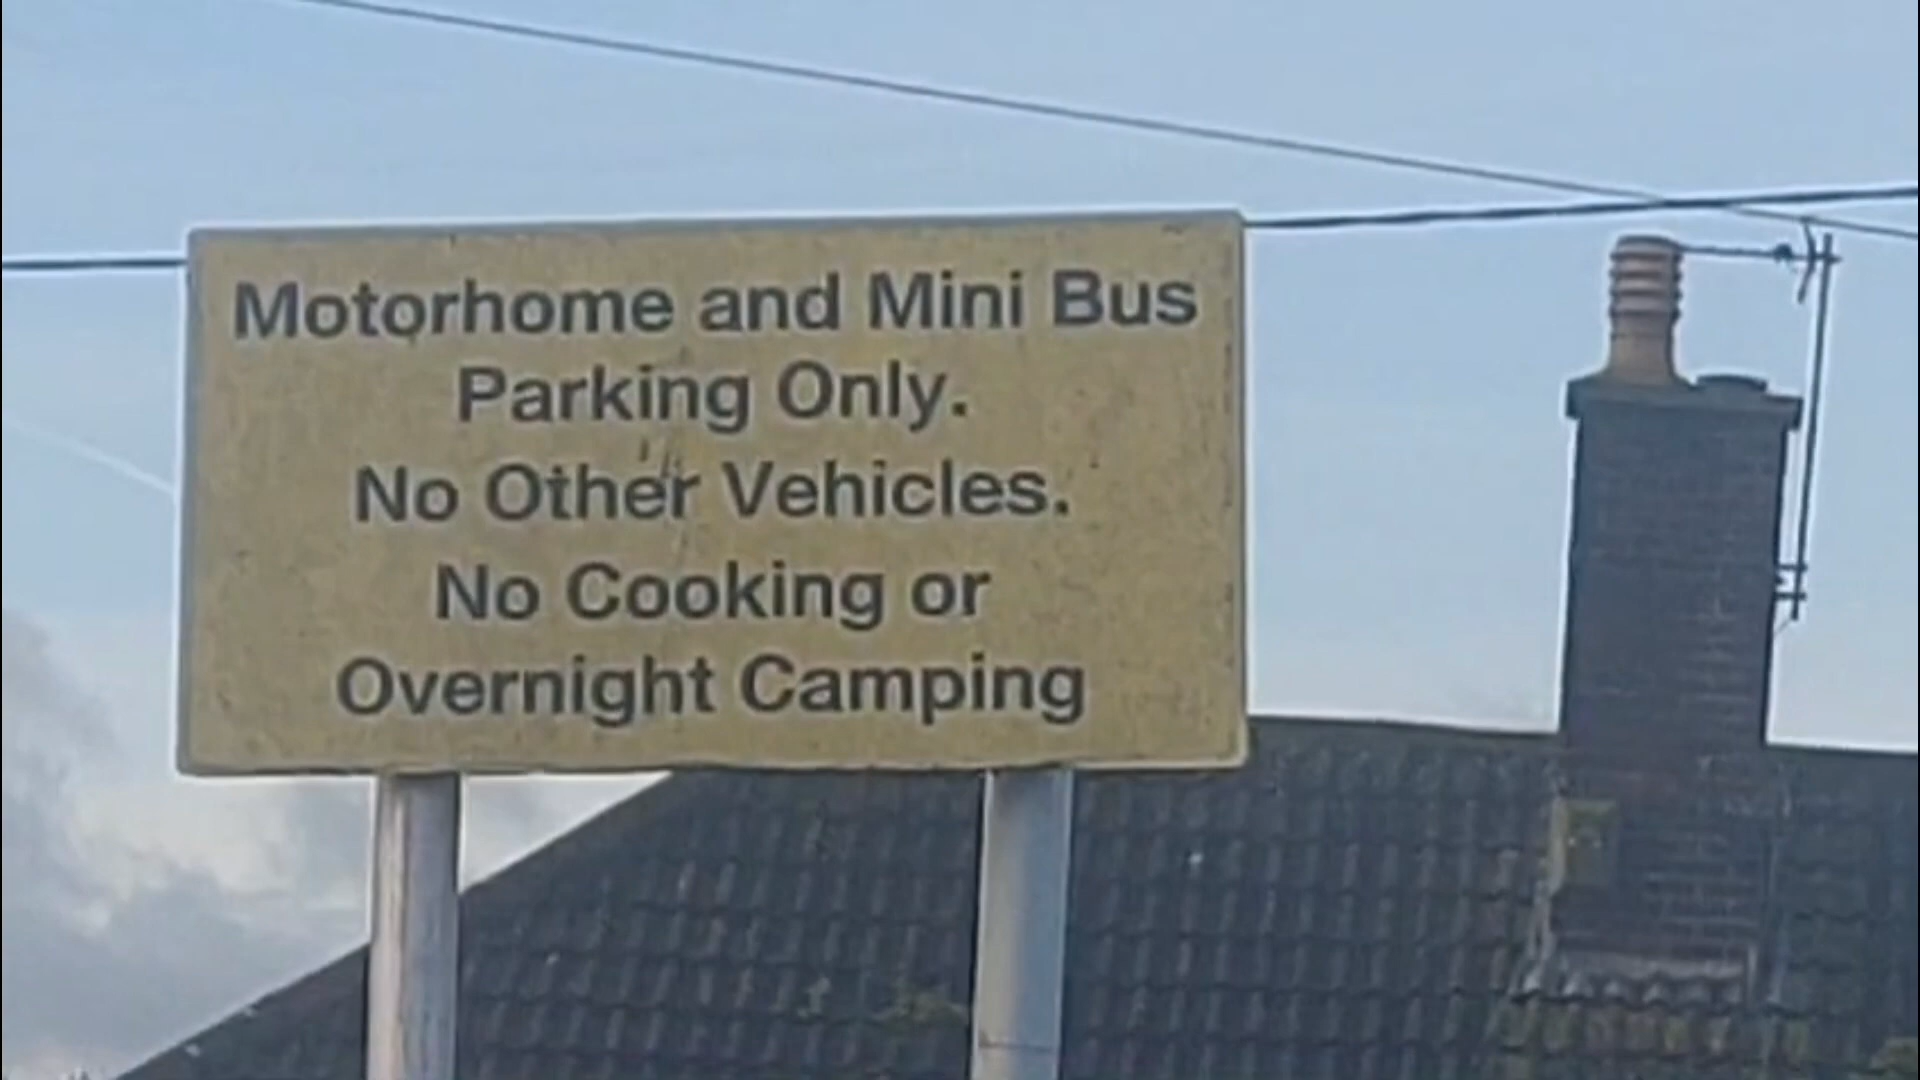 Motorhome and Mini Bus
Parking Only.
No Other Vehicles.
No Cooking or
Overnight Camping